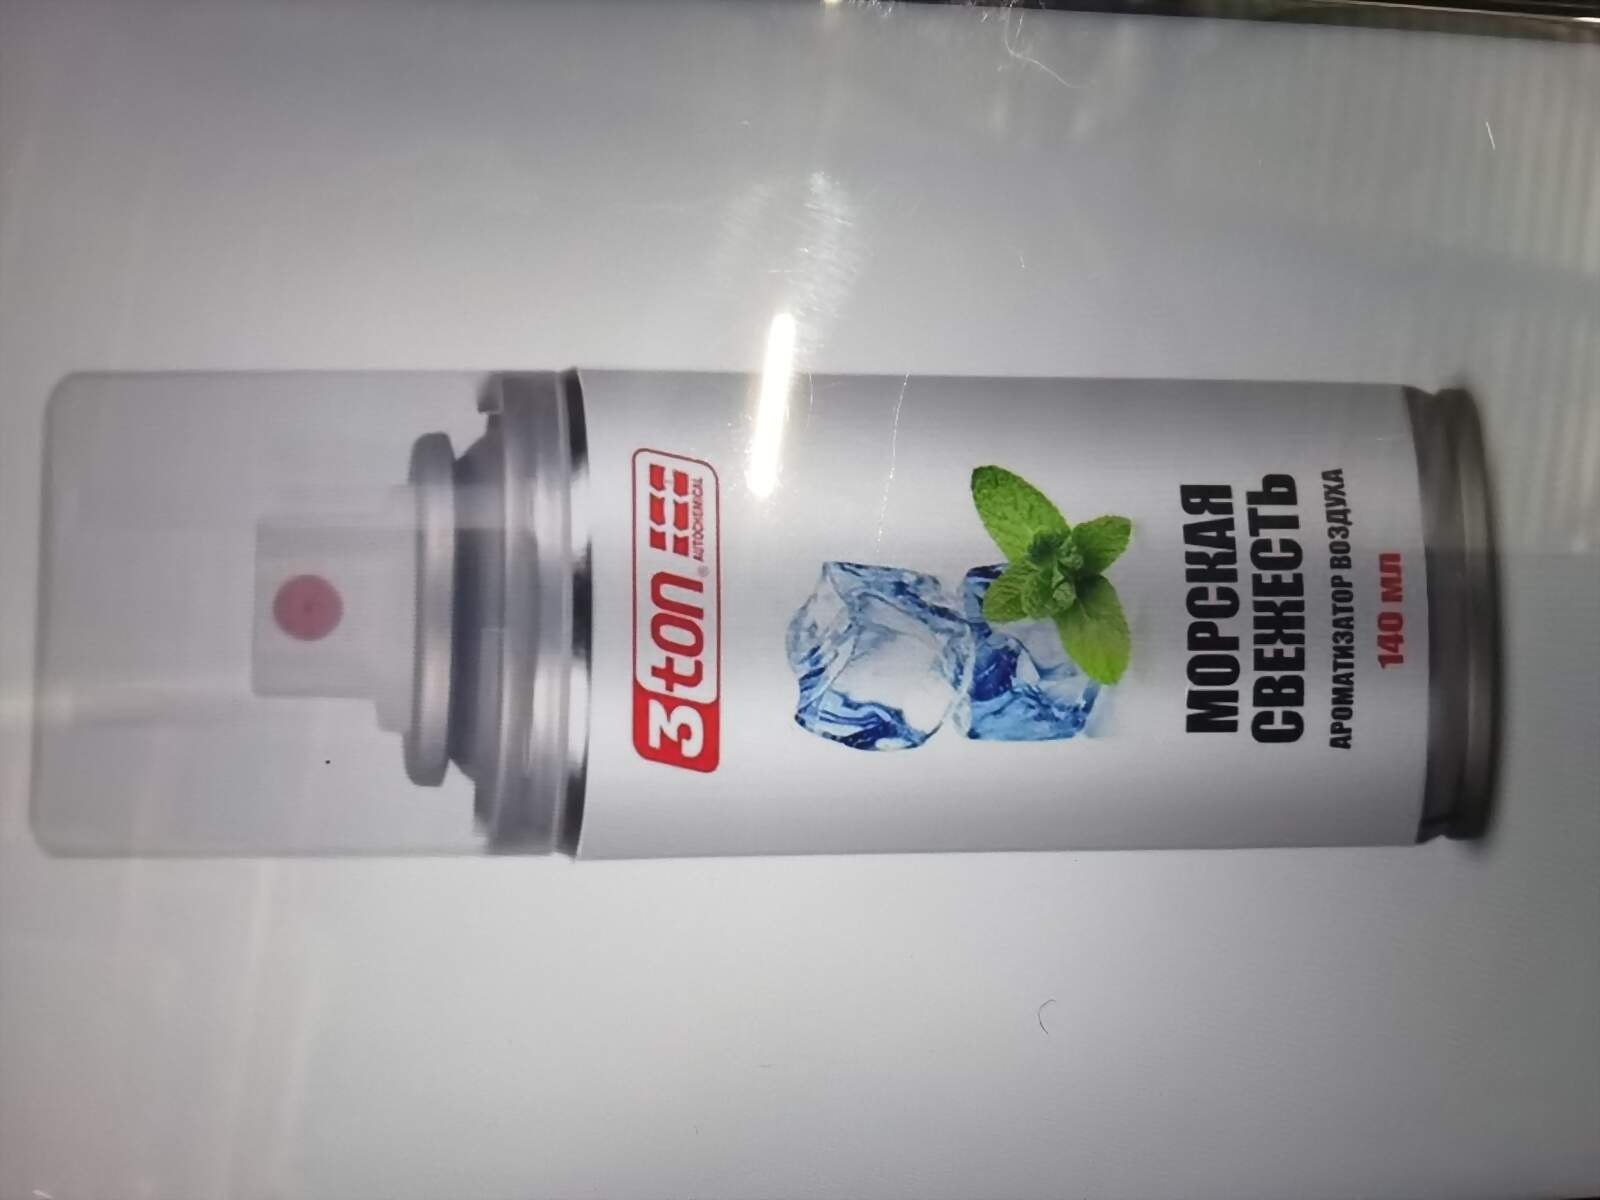 3ton®
AUTOCHEMICAL
МОРСКАЯ
СВЕЖЕСТЬ
АРОМАТИЗАТОР ВОЗДУХА
140 МЛ